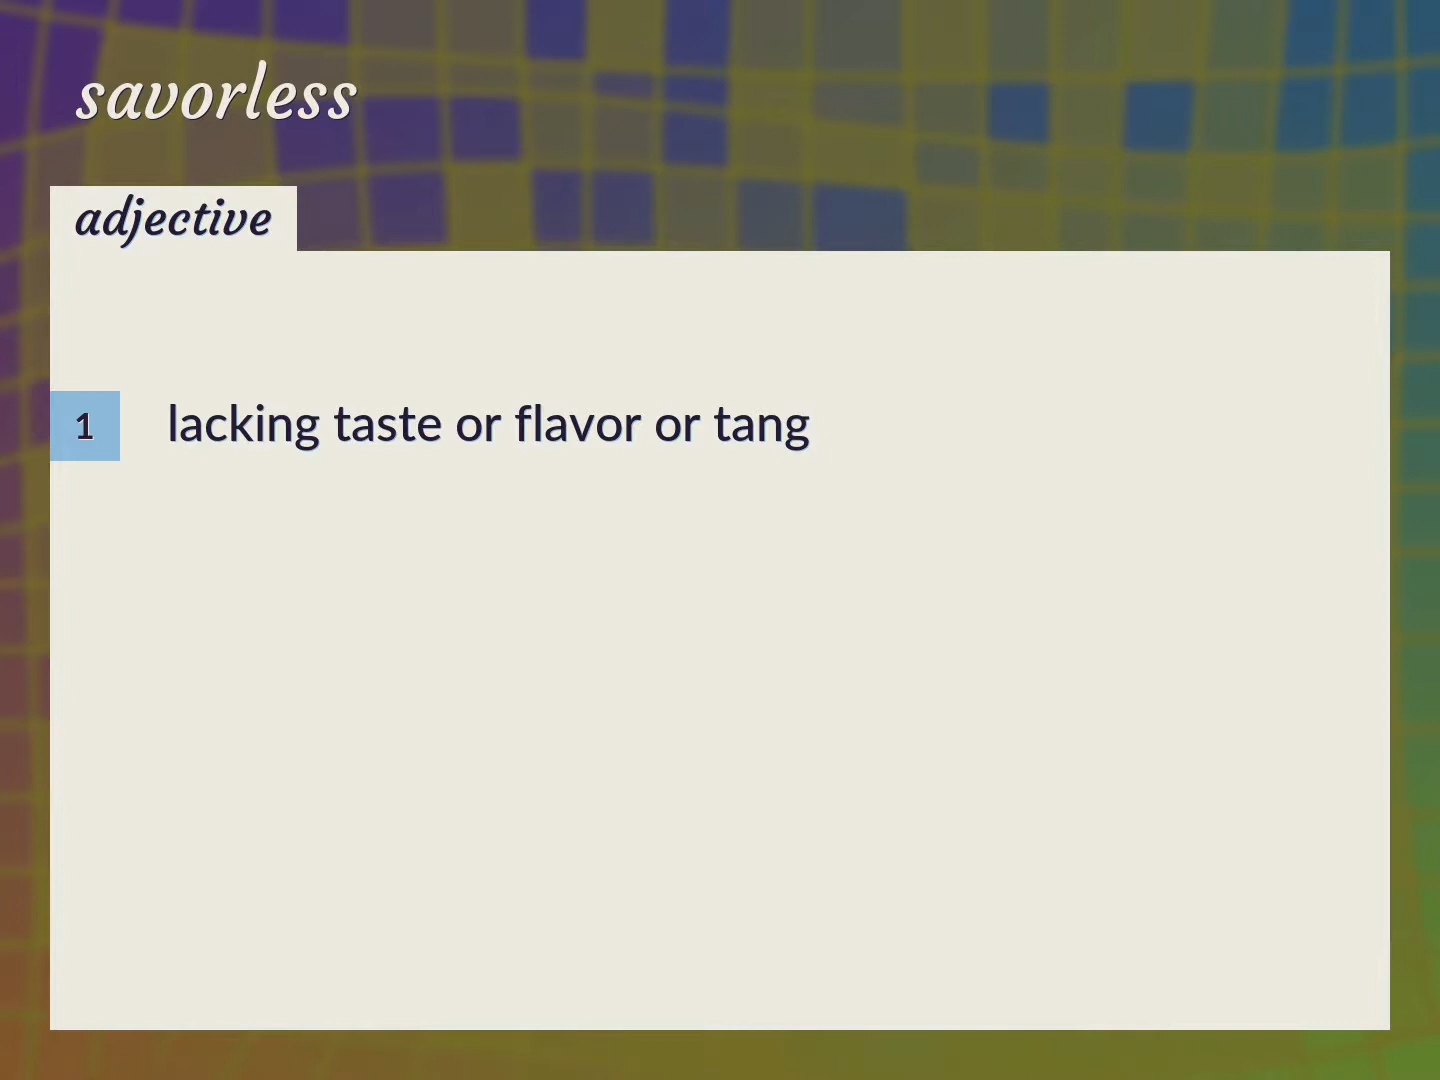 savorless
adjective
1 lacking taste or flavor or tang